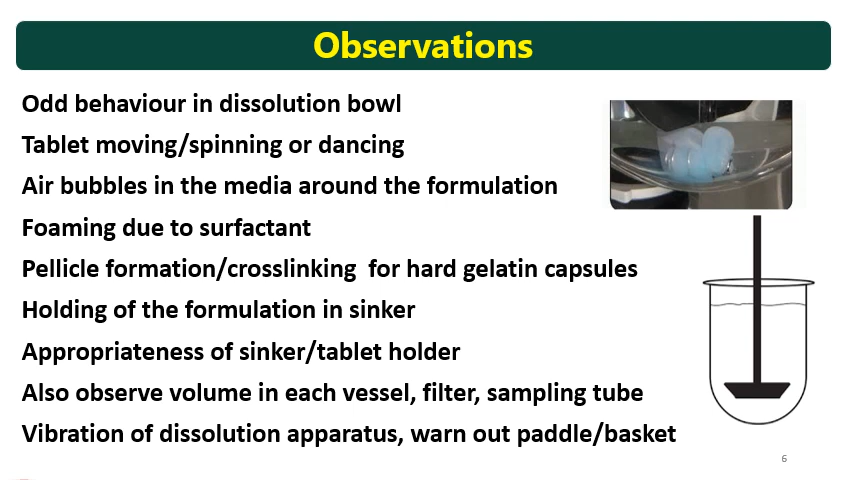 Observations
Odd behaviour in dissolution bowl
Tablet moving/spinning or dancing
Air bubbles in the media around the formulation
Foaming due to surfactant
Pellicle formation/crosslinking  for hard gelatin capsules
Holding of the formulation in sinker
Appropriateness of sinker/tablet holder
Also observe volume in each vessel, filter, sampling tube
Vibration of dissolution apparatus, warn out paddle/basket
6